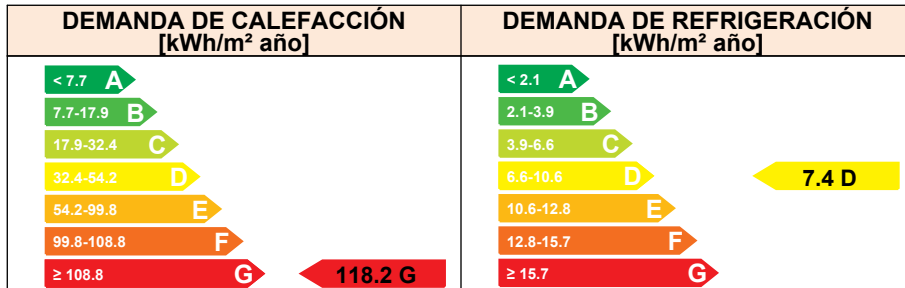 DEMANDA DE CALEFACCIÓN
[kWh/m² año]
< 7.7 A
7.7-17.9 B
17.9-32.4 C
32.4-54.2 D
54.2-99.8 E
99.8-108.8 F
≥ 108.8 G
118.2 G
DEMANDA DE REFRIGERACIÓN
[kWh/m² año]
< 2.1 A
2.1-3.9 B
3.9-6.6 C
6.6-10.6 D
7.4 D
10.6-12.8 E
12.8-15.7 F
≥ 15.7 G